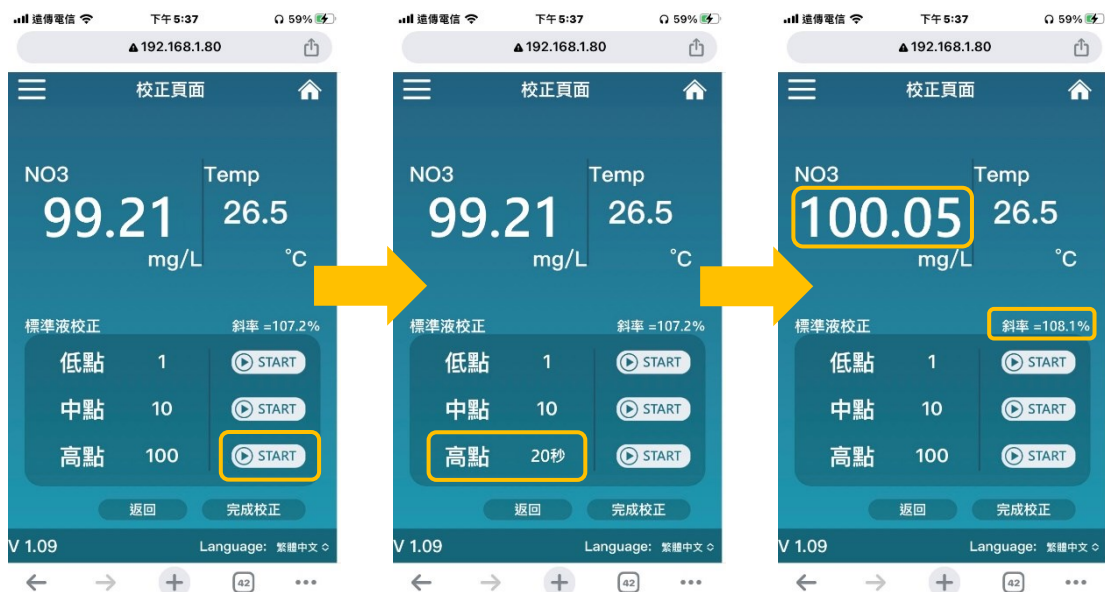 遠傳電信 下午 5:37 59%
192.168.1.80
校正頁面
NO3 Temp
99.21 26.5
mg/L °C
標準液校正 斜率 =107.2%
低點 1 START
中點 10 START
高點 100 START
返回 完成校正
V 1.09 Language: 繁體中文
42
遠傳電信 下午 5:37 59%
192.168.1.80
校正頁面
NO3 Temp
99.21 26.5
mg/L °C
標準液校正 斜率 =107.2%
低點 1 START
中點 10 START
高點 20秒 START
返回 完成校正
V 1.09 Language: 繁體中文
42
遠傳電信 下午 5:37 59%
192.168.1.80
校正頁面
NO3 Temp
100.05 26.5
mg/L °C
標準液校正 斜率 =108.1%
低點 1 START
中點 10 START
高點 100 START
返回 完成校正
V 1.09 Language: 繁體中文
42